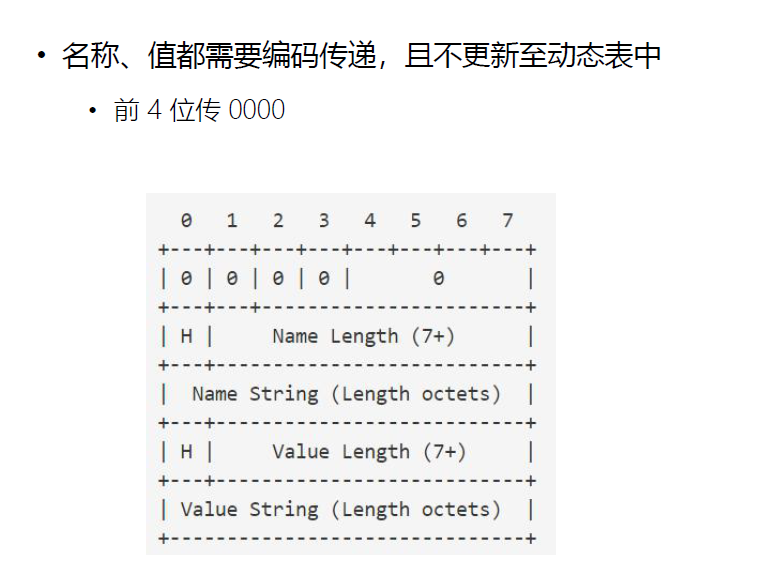 • 名称、值都需要编码传递，且不更新至动态表中
• 前 4 位传 0000
  0   1   2   3   4   5   6   7
+---+---+---+---+---+---+---+---+
| 0 | 0 | 0 | 0 |       0       |
+---+---+-----------------------+
| H |     Name Length (7+)      |
+---+---------------------------+
|  Name String (Length octets)  |
+---+---------------------------+
| H |     Value Length (7+)     |
+---+---------------------------+
| Value String (Length octets)  |
+-------------------------------+